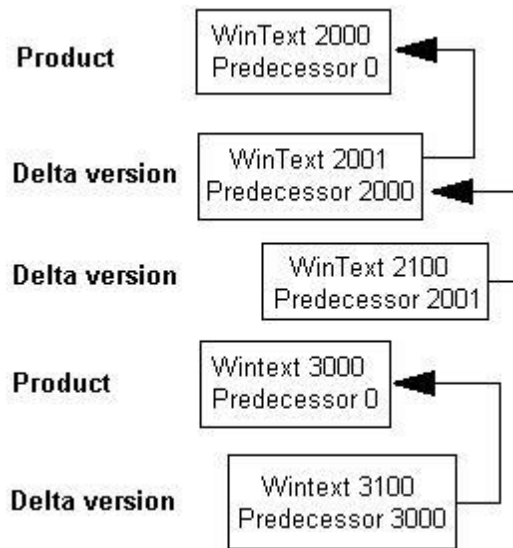 WinText 2000
Product
Predecessor 0
WinText 2001
Delta version
Predecessor 2000
WinText 2100
Delta version
Predecessor 2001
Wintext 3000
Product
Predecessor 0
Wintext 3100
Delta version
Predecessor 3000